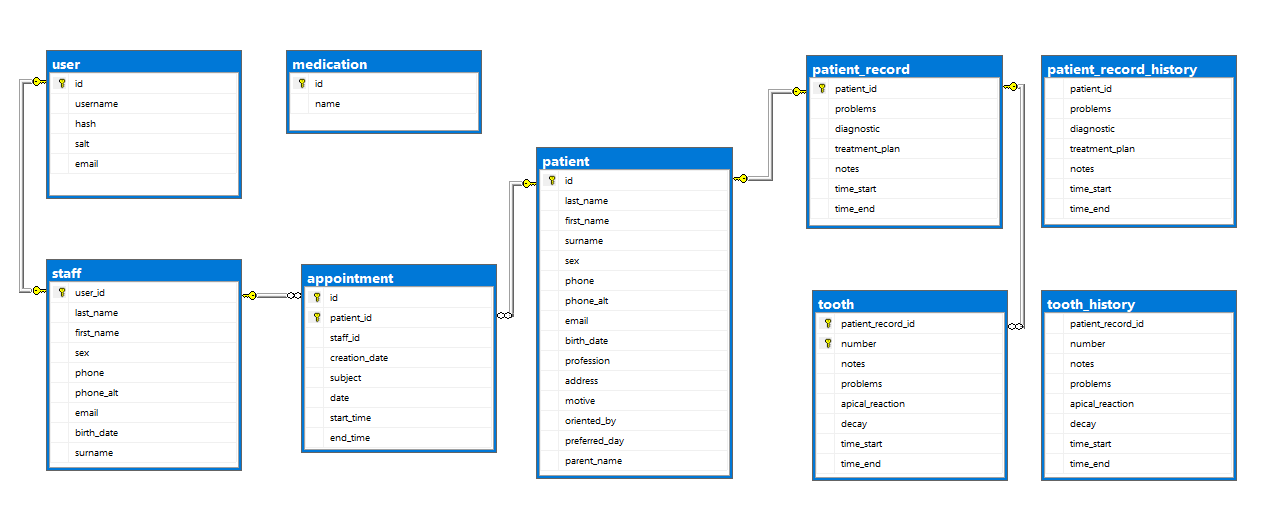 user
id
username
hash
salt
email
medication
id
name
patient
id
last_name
first_name
surname
sex
phone
phone_alt
email
birth_date
profession
address
motive
oriented_by
preferred_day
parent_name
patient_record
patient_id
problems
diagnostic
treatment_plan
notes
time_start
time_end
patient_record_history
patient_id
problems
diagnostic
treatment_plan
notes
time_start
time_end
staff
user_id
last_name
first_name
sex
phone
phone_alt
email
birth_date
surname
appointment
id
patient_id
staff_id
creation_date
subject
date
start_time
end_time
tooth
patient_record_id
number
notes
problems
apical_reaction
decay
time_start
time_end
tooth_history
patient_record_id
number
notes
problems
apical_reaction
decay
time_start
time_end